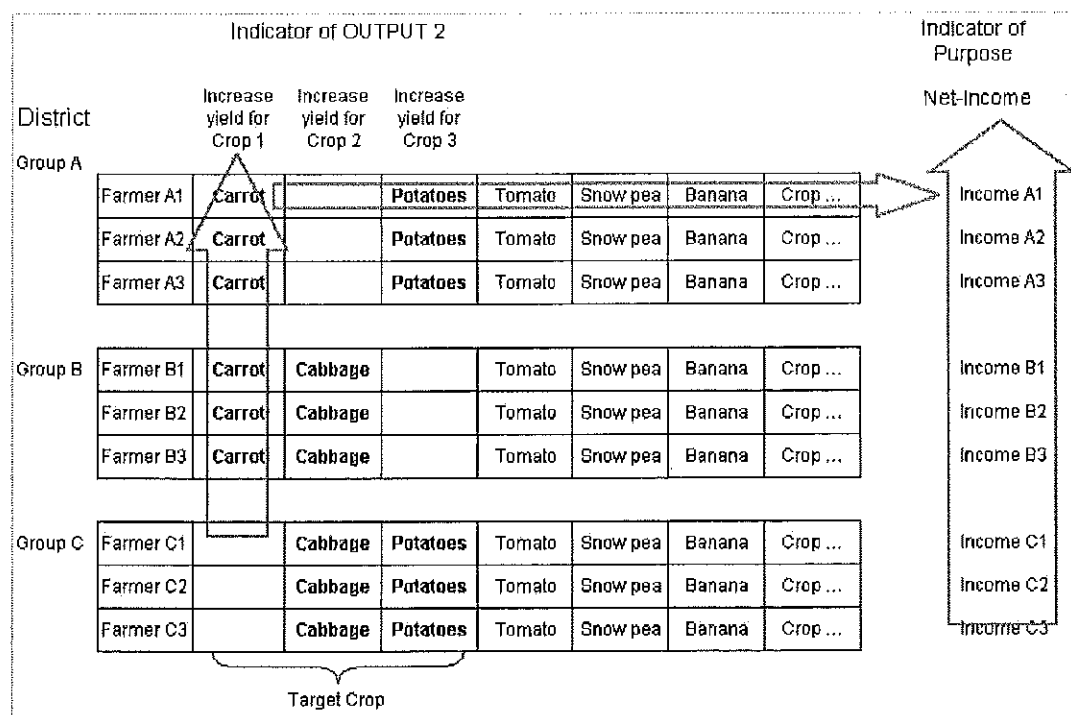 Indicator of OUTPUT 2
Indicator of
Purpose
Increase
yield for
Crop 1
Increase
yield for
Crop 2
Increase
yield for
Crop 3
Net-Income
District
Group A
Farmer A1 Carrot Potatoes Tomato Snow pea Banana Crop ... Income A1
Farmer A2 Carrot Potatoes Tomato Snow pea Banana Crop ... Income A2
Farmer A3 Carrot Potatoes Tomato Snow pea Banana Crop ... Income A3
Group B Farmer B1 Carrot Cabbage Tomato Snow pea Banana Crop ... Income B1
Farmer B2 Carrot Cabbage Tomato Snow pea Banana Crop ... Income B2
Farmer B3 Carrot Cabbage Tomato Snow pea Banana Crop ... Income B3
Group C Farmer C1 Cabbage Potatoes Tomato Snow pea Banana Crop ... Income C1
Farmer C2 Cabbage Potatoes Tomato Snow pea Banana Crop ... Income C2
Farmer C3 Cabbage Potatoes Tomato Snow pea Banana Crop ... Income C3
Target Crop